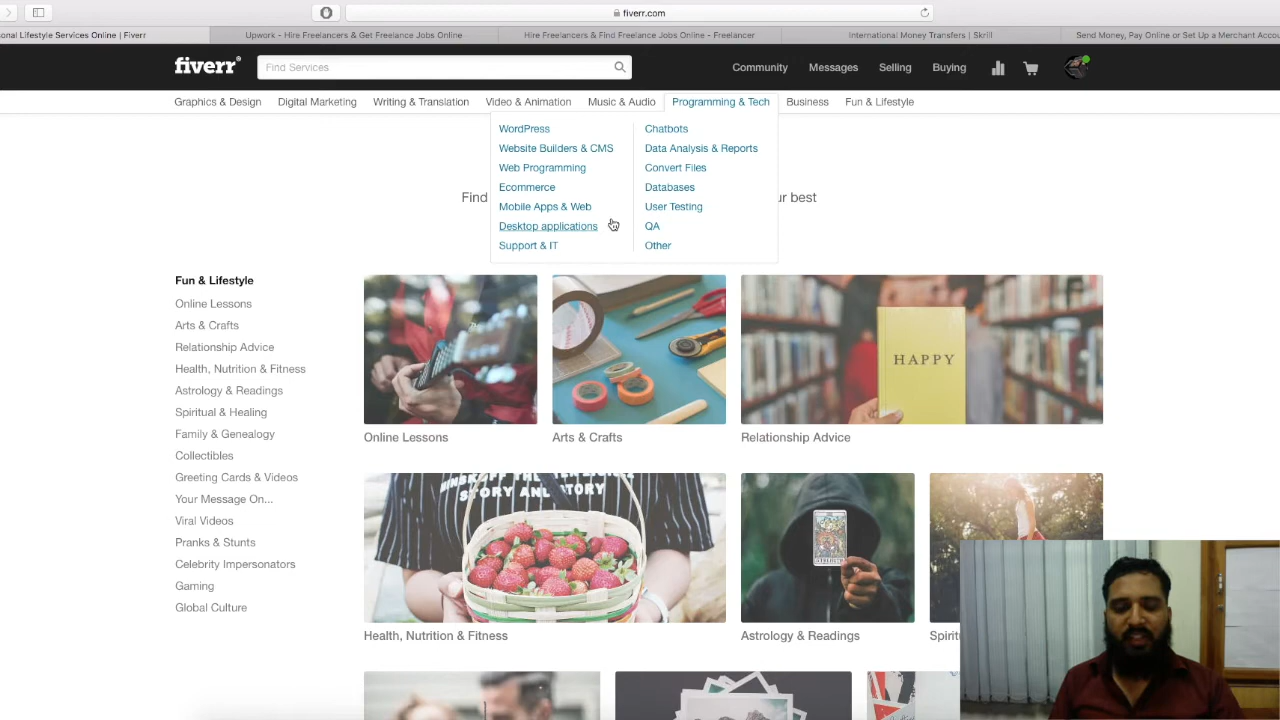 fiverr.com
onal Lifestyle Services Online | Fiverr
Upwork - Hire Freelancers & Get Freelance Jobs Online
Hire Freelancers & Find Freelance Jobs Online - Freelancer
International Money Transfers | Skrill
Send Money, Pay Online or Set Up a Merchant Accou
fiverr®
Find Services
Community
Messages
Selling
Buying
Graphics & Design
Digital Marketing
Writing & Translation
Video & Animation
Music & Audio
Programming & Tech
Business
Fun & Lifestyle
WordPress
Website Builders & CMS
Web Programming
Ecommerce
Mobile Apps & Web
Desktop applications
Support & IT
Chatbots
Data Analysis & Reports
Convert Files
Databases
User Testing
QA
Other
Find
ur best
Fun & Lifestyle
Online Lessons
Arts & Crafts
Relationship Advice
Health, Nutrition & Fitness
Astrology & Readings
Spiritual & Healing
Family & Genealogy
Collectibles
Greeting Cards & Videos
Your Message On...
Viral Videos
Pranks & Stunts
Celebrity Impersonators
Gaming
Global Culture
HAPPY
Online Lessons
Arts & Crafts
Relationship Advice
STORY
STORY
Health, Nutrition & Fitness
Astrology & Readings
Spirit